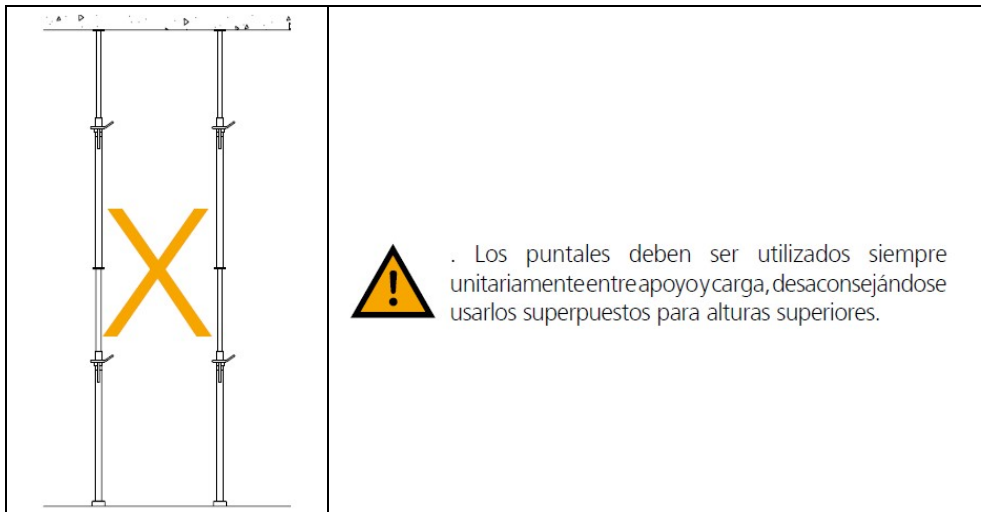 . Los puntales deben ser utilizados siempre
unitariamenteentreapoyoycarga, desaconsejándose
usarlos superpuestos para alturas superiores.